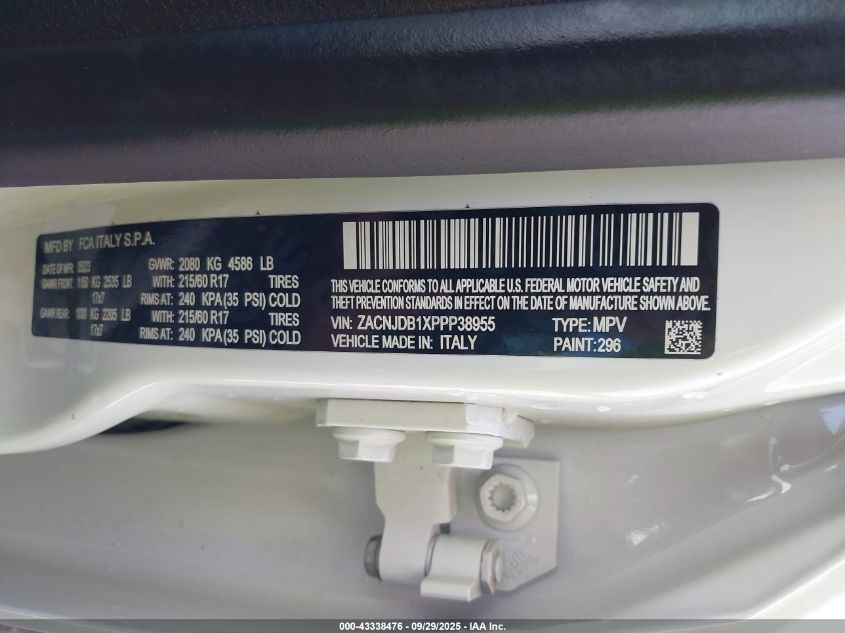 MFD BY FCA ITALY S.P.A.
DATE OF MFR 05/23 GVWR: 2080 KG 4586 LB
GAWR FRONT: 1150 KG 2535 LB WITH: 215/60 R17 TIRES
17x7 RIMS AT: 240 KPA(35 PSI) COLD
GAWR REAR: 1000 KG 2205 LB WITH: 215/60 R17 TIRES
17x7 RIMS AT: 240 KPA(35 PSI) COLD
THIS VEHICLE CONFORMS TO ALL APPLICABLE U.S. FEDERAL MOTOR VEHICLE SAFETY AND
THEFT PREVENTION STANDARDS IN EFFECT ON THE DATE OF MANUFACTURE SHOWN ABOVE.
VIN: ZACNJDB1XPPP38955 TYPE: MPV
VEHICLE MADE IN: ITALY PAINT: 296
000-43338476 - 09/29/2025 - IAA Inc.